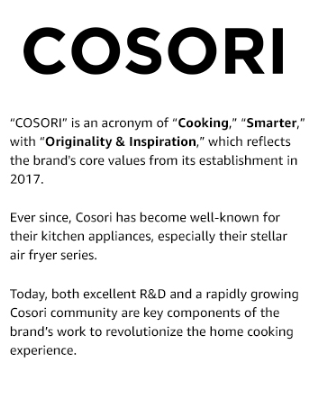 COSORI
“COSORI” is an acronym of “Cooking,” “Smarter,”
with “Originality & Inspiration,” which reflects
the brand’s core values from its establishment in
2017.
Ever since, Cosori has become well-known for
their kitchen appliances, especially their stellar
air fryer series.
Today, both excellent R&D and a rapidly growing
Cosori community are key components of the
brand’s work to revolutionize the home cooking
experience.